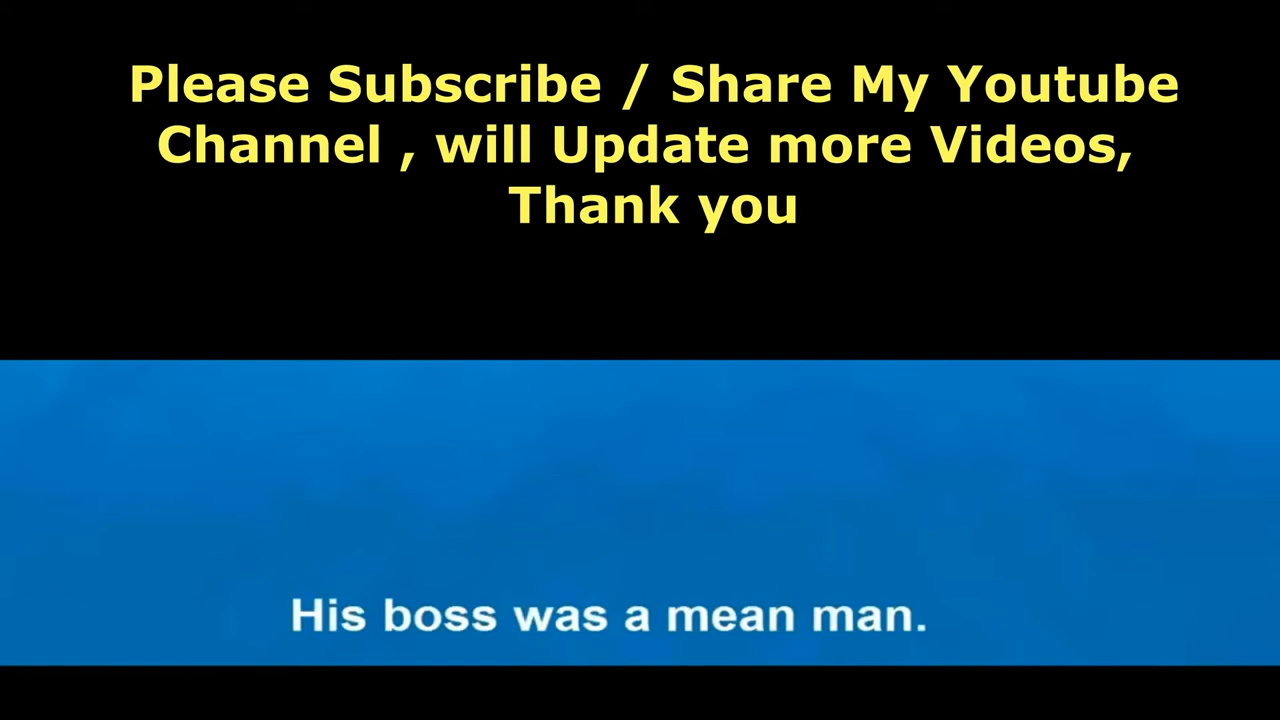 Please Subscribe / Share My Youtube
Channel , will Update more Videos,
Thank you
His boss was a mean man.